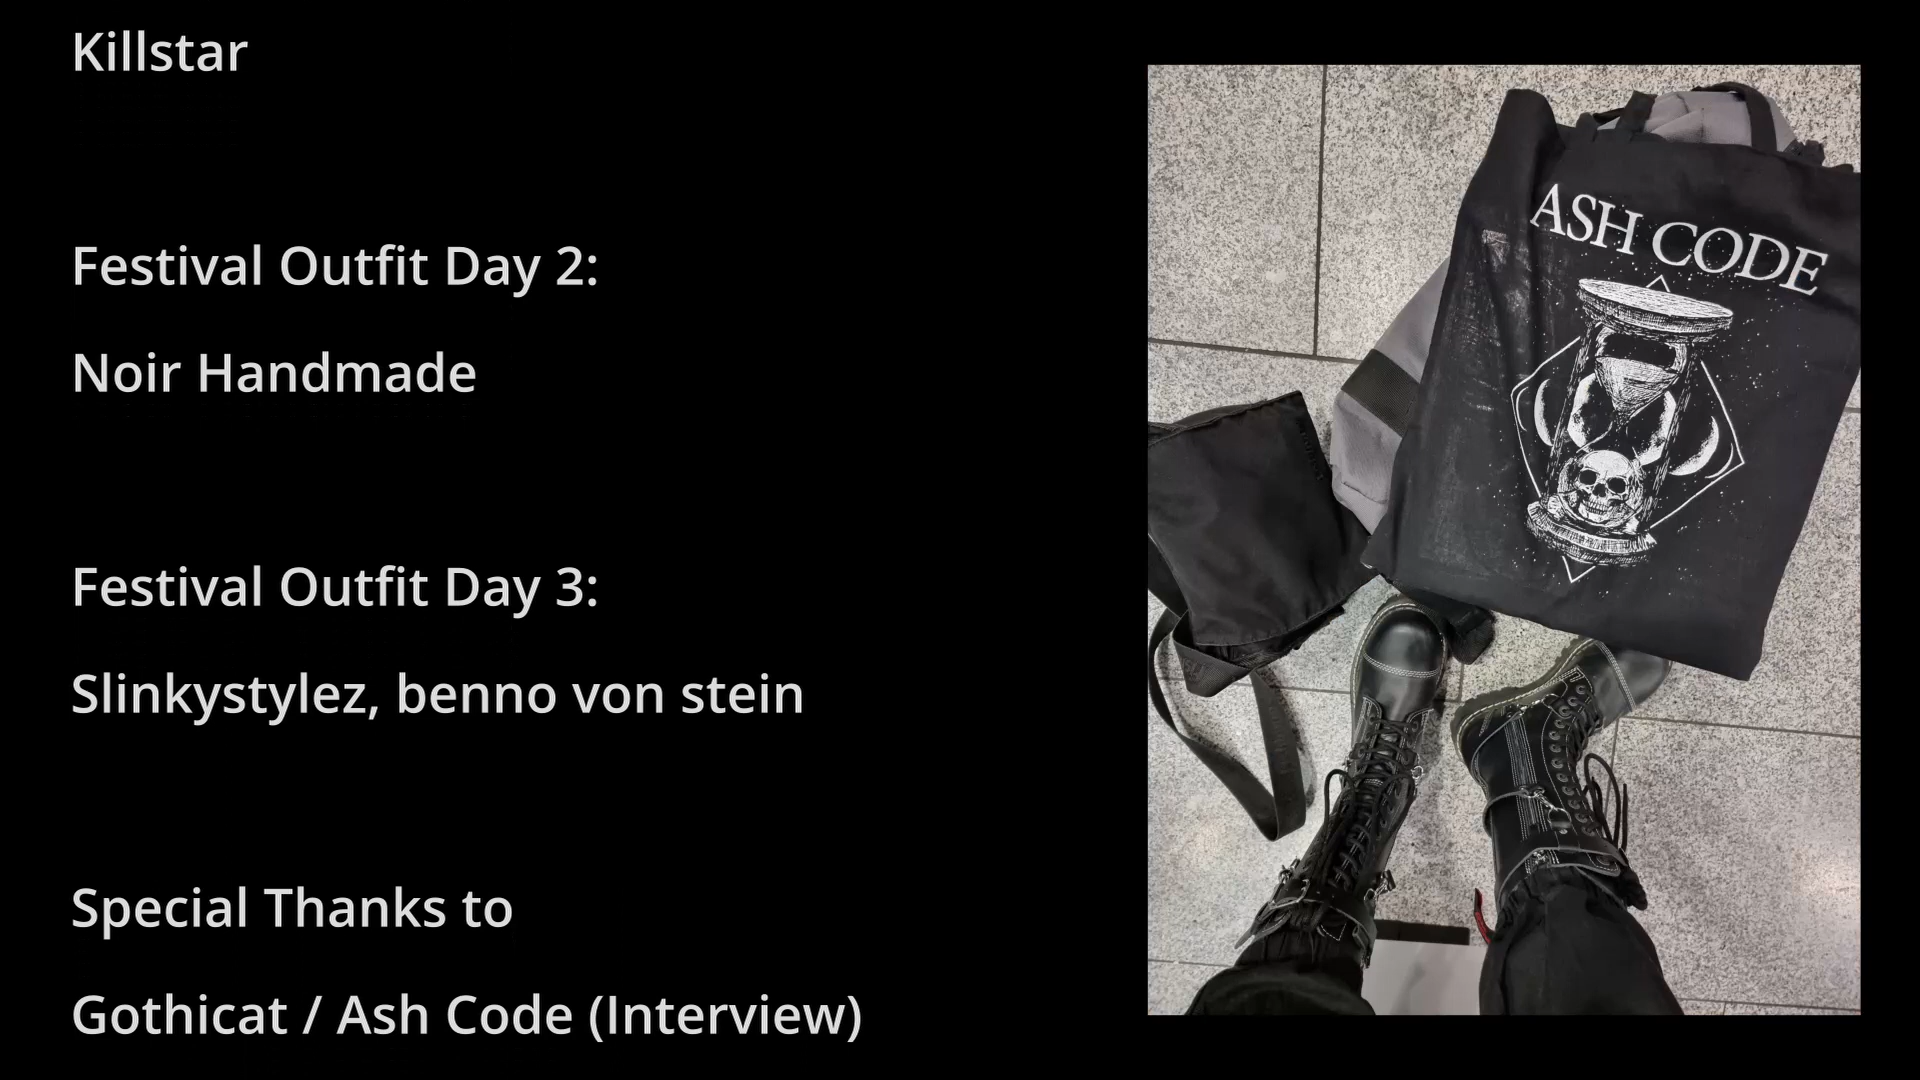 Killstar
Festival Outfit Day 2:
Noir Handmade
Festival Outfit Day 3:
Slinkystylez, benno von stein
Special Thanks to
Gothicat / Ash Code (Interview)
ASH CODE